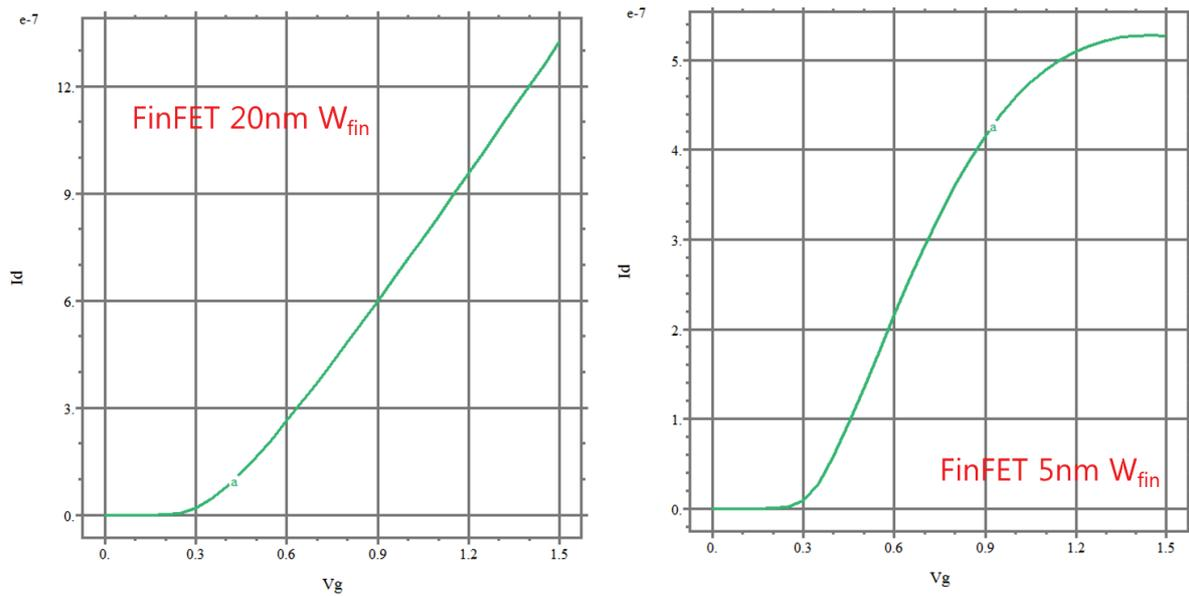 e-7
12.
9.
6.
3.
0.
0. 0.3 0.6 0.9 1.2 1.5
Id
Vg
a
FinFET 20nm Wfin
e-7
5.
4.
3.
2.
1.
0.
0. 0.3 0.6 0.9 1.2 1.5
Id
Vg
a
FinFET 5nm Wfin